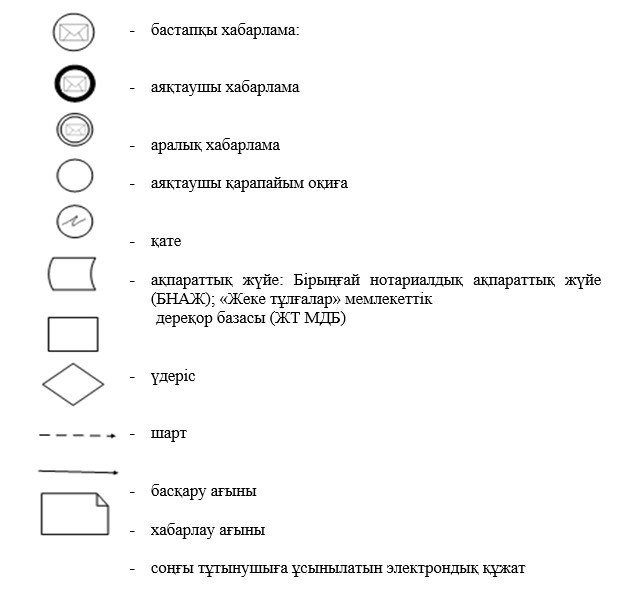 - бастапқы хабарлама:
- аяқтаушы хабарлама
- аралық хабарлама
- аяқтаушы қарапайым оқиға
- қате
- ақпараттық жүйе: Бірыңғай нотариалдық ақпараттық жүйе
(БНАЖ); «Жеке тұлғалар» мемлекеттік
дереқор базасы (ЖТ МДБ)
- үдеріс
- шарт
- басқару ағыны
- хабарлау ағыны
- соңғы тұтынушыға ұсынылатын электрондық құжат